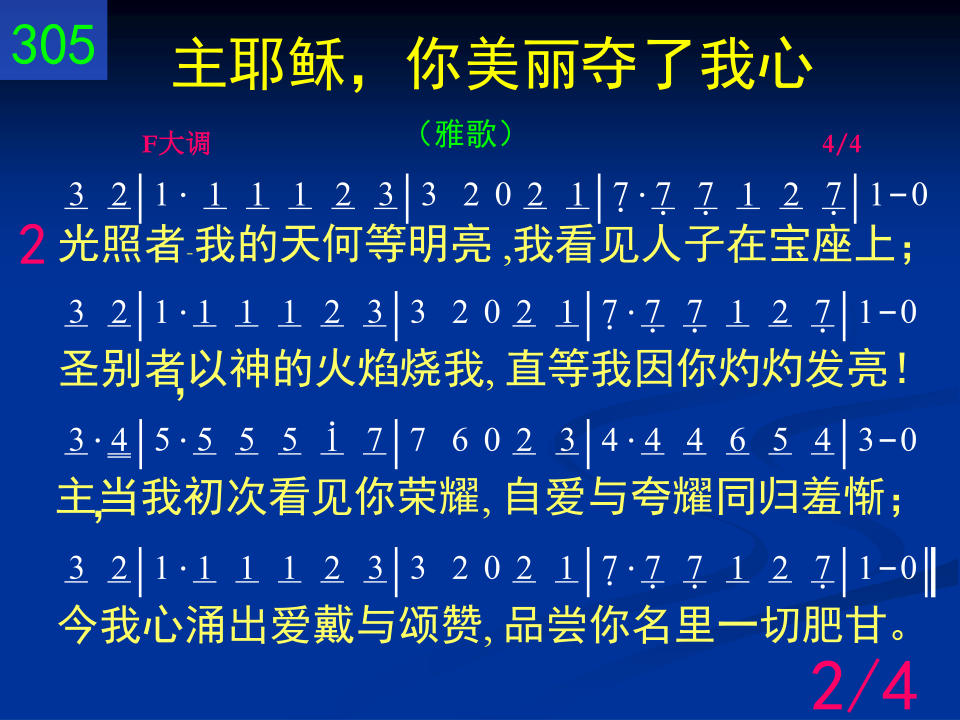 305
主耶稣，你美丽夺了我心
（雅歌）
F大调 4/4
3 2|1· 1 1 1 2 3|3 2 0 2 1|7̣· 7̣ 7̣ 1 2 7̣|1-0
2 光照者-我的天何等明亮,我看见人子在宝座上；
3 2|1· 1 1 1 2 3|3 2 0 2 1|7̣· 7̣ 7̣ 1 2 7̣|1-0
圣别者,以神的火焰烧我,直等我因你灼灼发亮！
3·4|5· 5 5 5 1̇ 7|7 6 0 2 3|4· 4 4 6 5 4|3-0
主,当我初次看见你荣耀,自爱与夸耀同归羞惭；
3 2|1· 1 1 1 2 3|3 2 0 2 1|7̣· 7̣ 7̣ 1 2 7̣|1-0‖
今我心涌出爱戴与颂赞,品尝你名里一切肥甘。
2/4